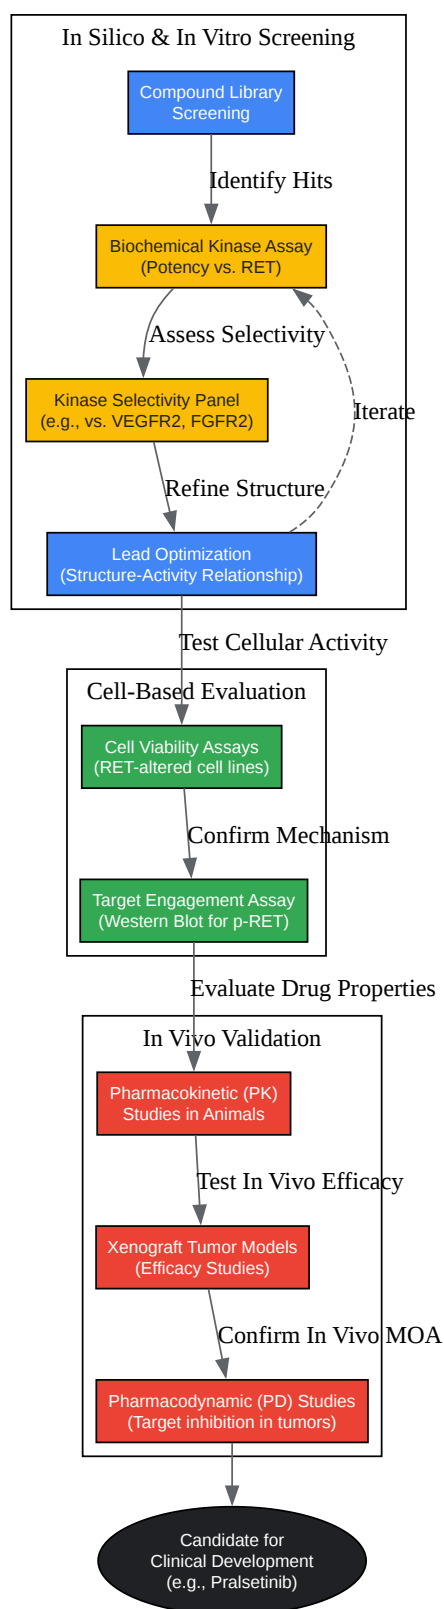 In Silico & In Vitro Screening
Compound Library
Screening
Identify Hits
Biochemical Kinase Assay
(Potency vs. RET)
Assess Selectivity
Kinase Selectivity Panel
(e.g., vs. VEGFR2, FGFR2)
Iterate
Refine Structure
Lead Optimization
(Structure-Activity Relationship)
Test Cellular Activity
Cell-Based Evaluation
Cell Viability Assays
(RET-altered cell lines)
Confirm Mechanism
Target Engagement Assay
(Western Blot for p-RET)
Evaluate Drug Properties
In Vivo Validation
Pharmacokinetic (PK)
Studies in Animals
Test In Vivo Efficacy
Xenograft Tumor Models
(Efficacy Studies)
Confirm In Vivo MOA
Pharmacodynamic (PD) Studies
(Target inhibition in tumors)
Candidate for
Clinical Development
(e.g., Pralsetinib)